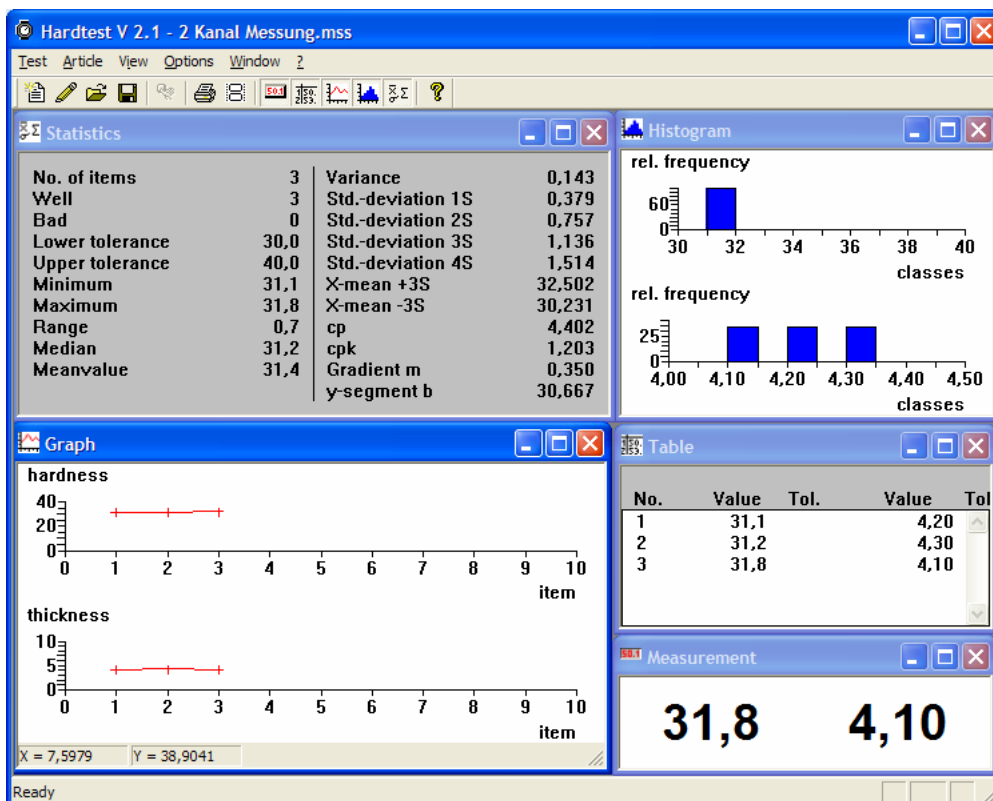 Hardtest V 2.1 - 2 Kanal Messung.mss
Test Article View Options Window ?
Statistics
No. of items 3 Variance 0,143
Well 3 Std.-deviation 1S 0,379
Bad 0 Std.-deviation 2S 0,757
Lower tolerance 30,0 Std.-deviation 3S 1,136
Upper tolerance 40,0 Std.-deviation 4S 1,514
Minimum 31,1 X-mean +3S 32,502
Maximum 31,8 X-mean -3S 30,231
Range 0,7 cp 4,402
Median 31,2 cpk 1,203
Meanvalue 31,4 Gradient m 0,350
y-segment b 30,667
Histogram
rel. frequency
60
0
30 32 34 36 38 40
classes
rel. frequency
25
0
4,00 4,10 4,20 4,30 4,40 4,50
classes
Graph
hardness
40
20
0
0 1 2 3 4 5 6 7 8 9 10
item
thickness
10
5
0
0 1 2 3 4 5 6 7 8 9 10
item
X = 7,5979 Y = 38,9041
Table
No. Value Tol. Value Tol
1 31,1 4,20
2 31,2 4,30
3 31,8 4,10
Measurement
31,8 4,10
Ready